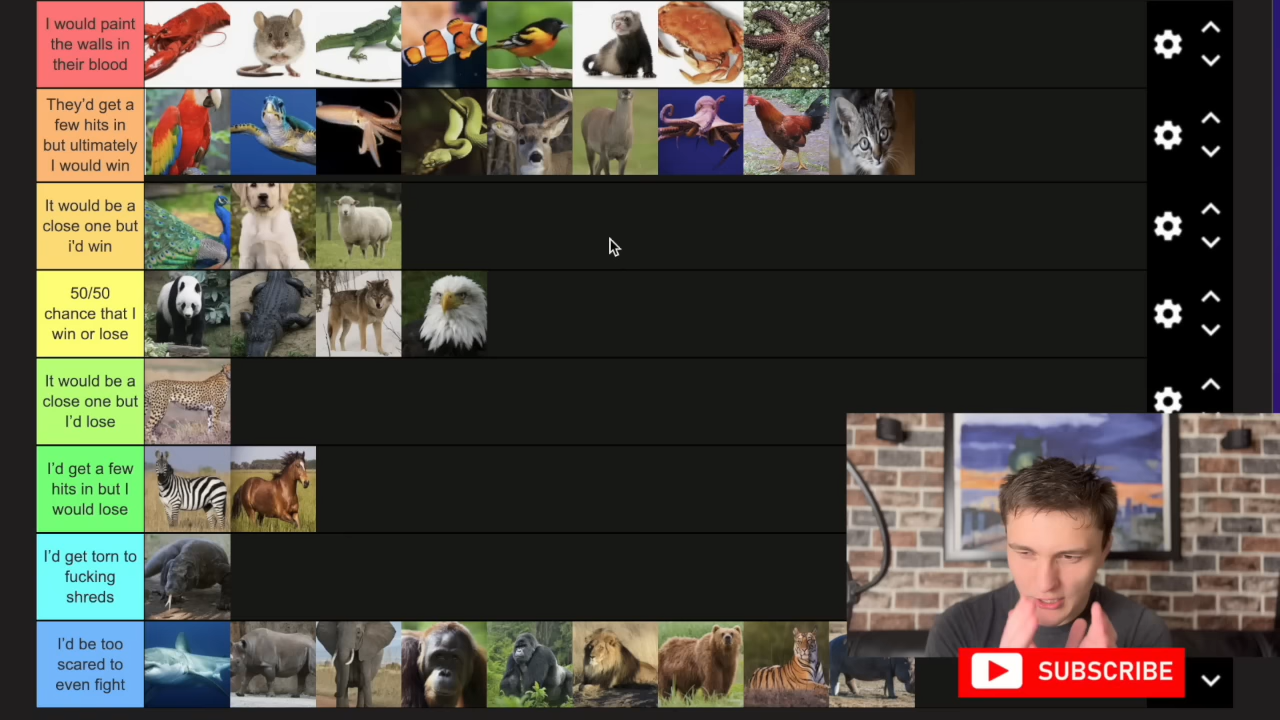 I would paint
the walls in
their blood
They'd get a
few hits in
but ultimately
I would win
It would be a
close one but
i'd win
50/50
chance that I
win or lose
It would be a
close one but
I'd lose
I'd get a few
hits in but I
would lose
I'd get torn to
fucking
shreds
I'd be too
scared to
even fight
SUBSCRIBE